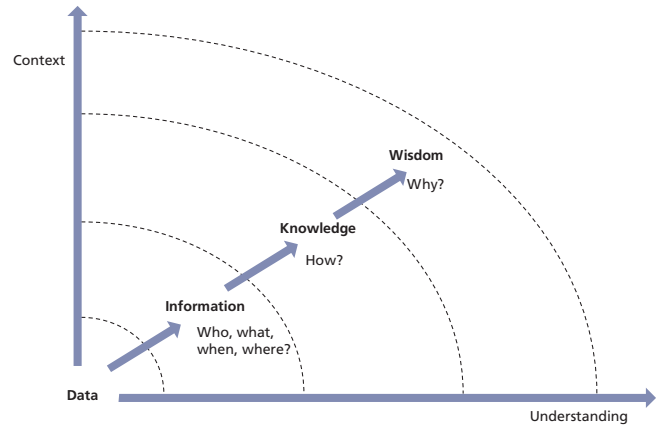 Context
Wisdom
Why?
Knowledge
How?
Information
Who, what,
when, where?
Data
Understanding